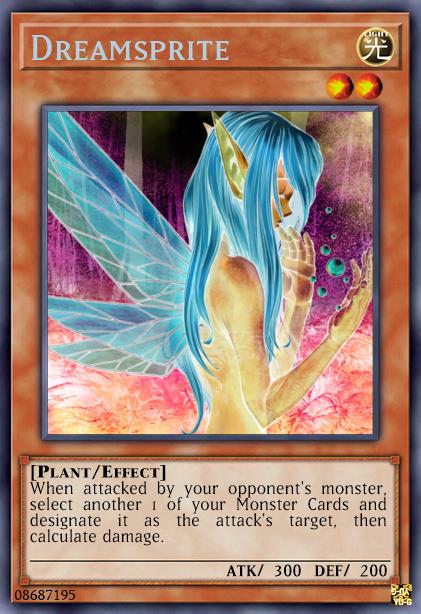 Dreamsprite
LIGHT
光
[Plant/Effect]
When attacked by your opponent's monster,
select another 1 of your Monster Cards and
designate it as the attack's target, then
calculate damage.
ATK/ 300 DEF/ 200
08687195